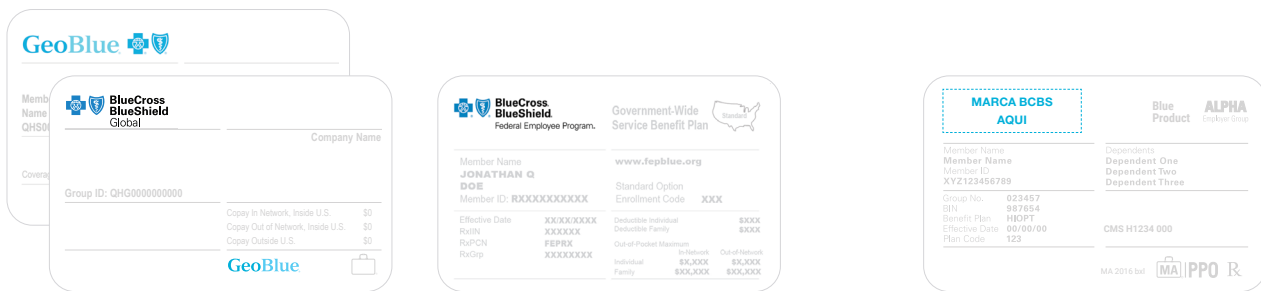 GeoBlue
Memb
Name
QHS0
Coverag
BlueCross
BlueShield
Global
Company Name
Group ID: QHG0000000000
Copay In Network, Inside U.S. $0
Copay Out of Network, Inside U.S. $0
Copay Outside U.S. $0
GeoBlue
BlueCross.
BlueShield.
Federal Employee Program.
Government-Wide
Service Benefit Plan
Standard
Member Name
JONATHAN Q
DOE
Member ID: RXXXXXXXXXX
www.fepblue.org
Standard Option
Enrollment Code XXX
Effective Date XX/XX/XXXX
RxIIN XXXXXX
RxPCN FEPRX
RxGrp XXXXXXXX
Deductible Individual $XXX
Deductible Family $XXX
Out-of-Pocket Maximum
In-Network Out-of-Network
Individual $X,XXX $X,XXX
Family $XX,XXX $XX,XXX
MARCA BCBS
AQUI
Blue
Product
ALPHA
Employer Group
Member Name
Member Name
Member ID
XYZ123456789
Dependents
Dependent One
Dependent Two
Dependent Three
Group No. 023457
BIN 987654
Benefit Plan HIOPT
Effective Date 00/00/00
Plan Code 123
CMS H1234 000
MA 2016 bxl MA PPO Rx